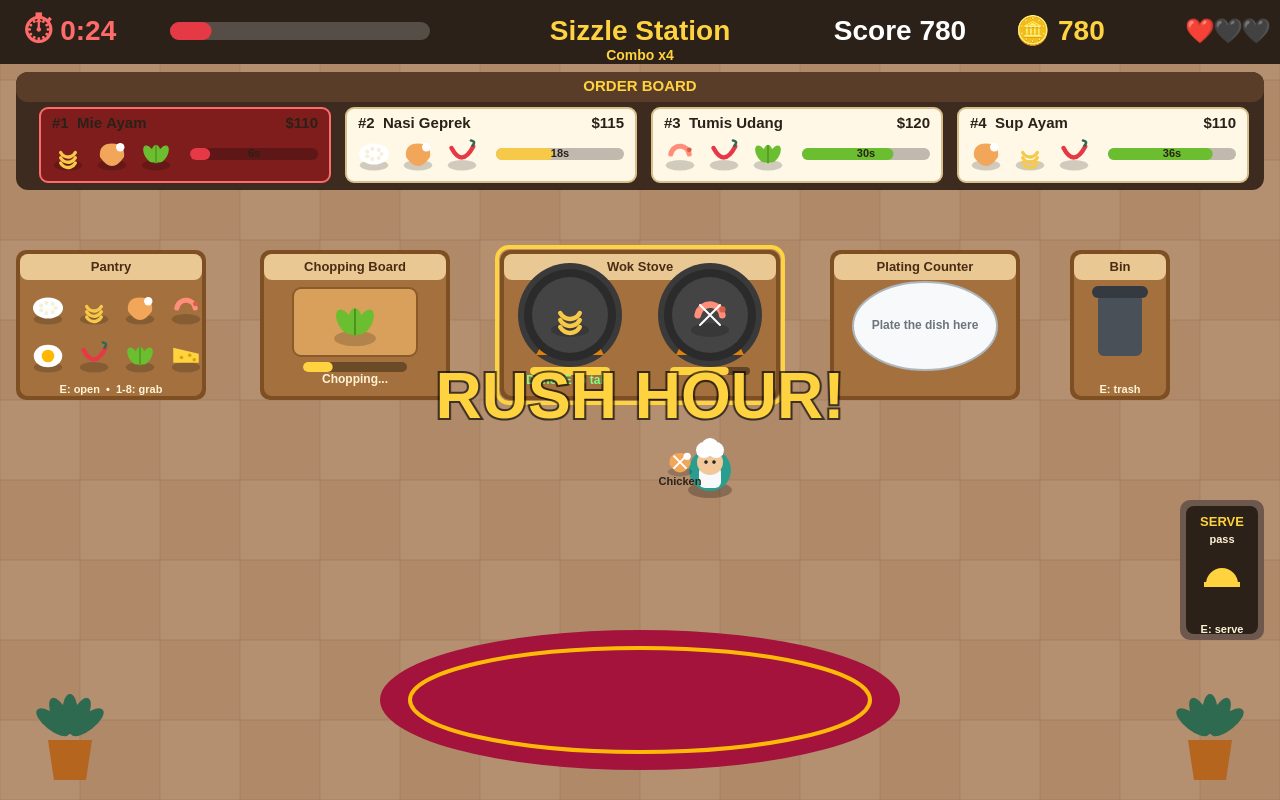 0:24
Sizzle Station
Combo x4
Score 780
780
ORDER BOARD
#1 Mie Ayam $110
6s
#2 Nasi Geprek $115
18s
#3 Tumis Udang $120
30s
#4 Sup Ayam $110
36s
Pantry
E: open • 1-8: grab
Chopping Board
Chopping...
Wok Stove
Plating Counter
Plate the dish here
Bin
E: trash
RUSH HOUR!
Chicken
SERVE
pass
E: serve